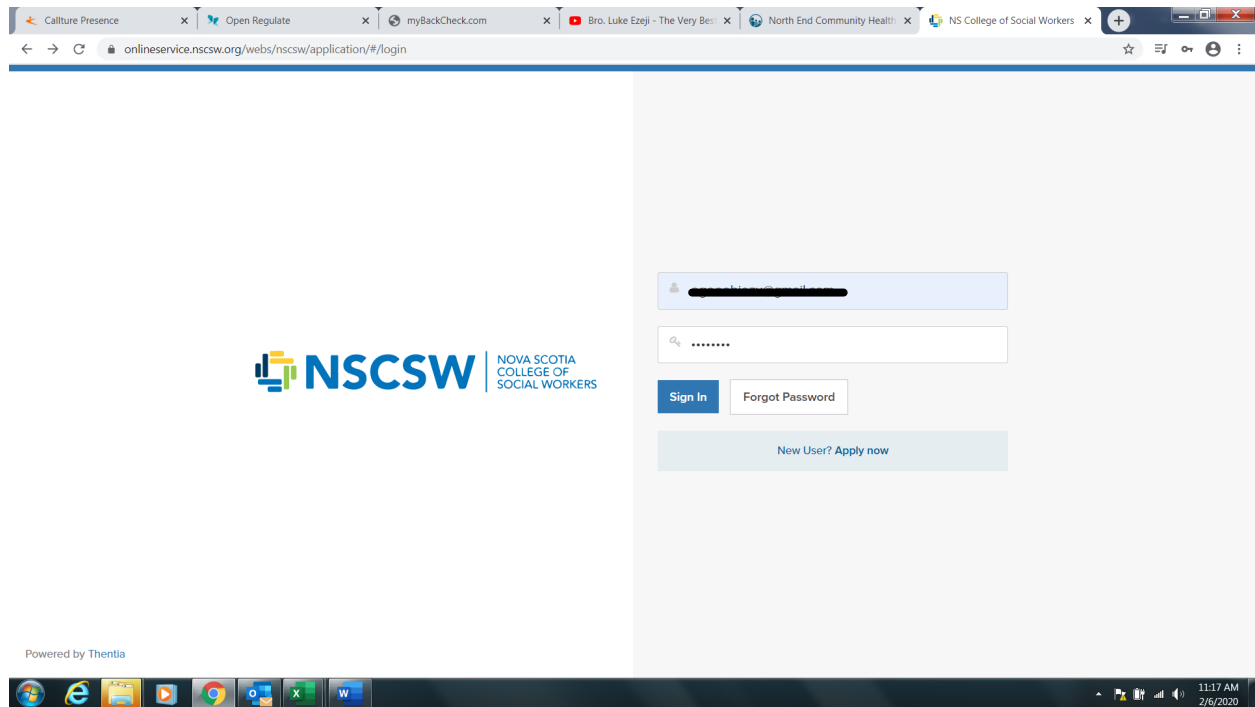 Callture Presence
Open Regulate
myBackCheck.com
Bro. Luke Ezeji - The Very Bes
North End Community Health
NS College of Social Workers
onlineservice.nscsw.org/webs/nscsw/application/#/login
••••••••
NSCSW
NOVA SCOTIA
COLLEGE OF
SOCIAL WORKERS
Sign In
Forgot Password
New User? Apply now
Powered by Thentia
11:17 AM
2/6/2020